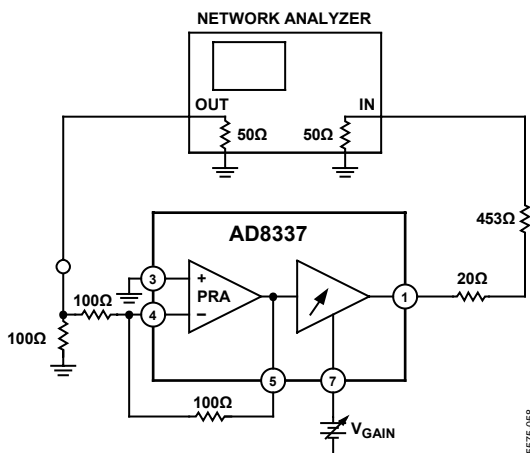 NETWORK ANALYZER
OUT
IN
50Ω
50Ω
453Ω
AD8337
3
+
PRA
100Ω
4
−
1
20Ω
100Ω
5
7
100Ω
VGAIN